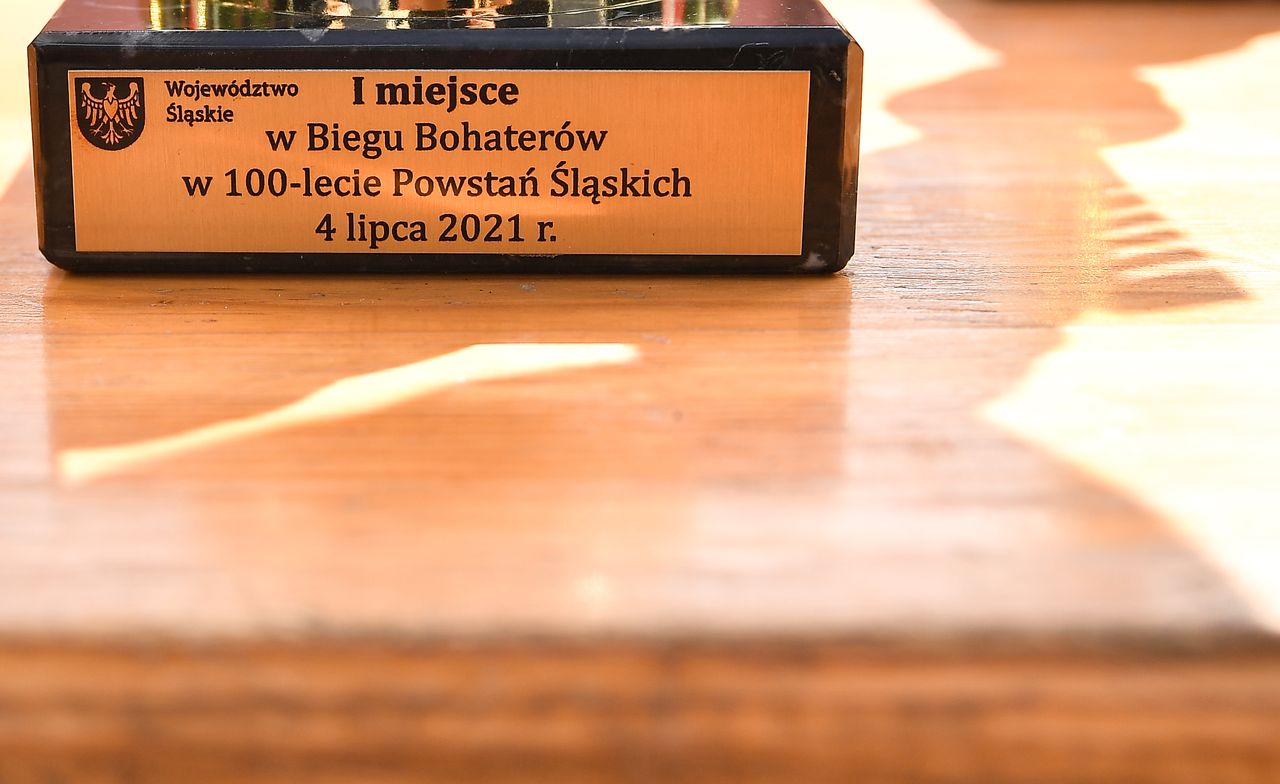 Województwo
Śląskie
I miejsce
w Biegu Bohaterów
w 100-lecie Powstań Śląskich
4 lipca 2021 r.